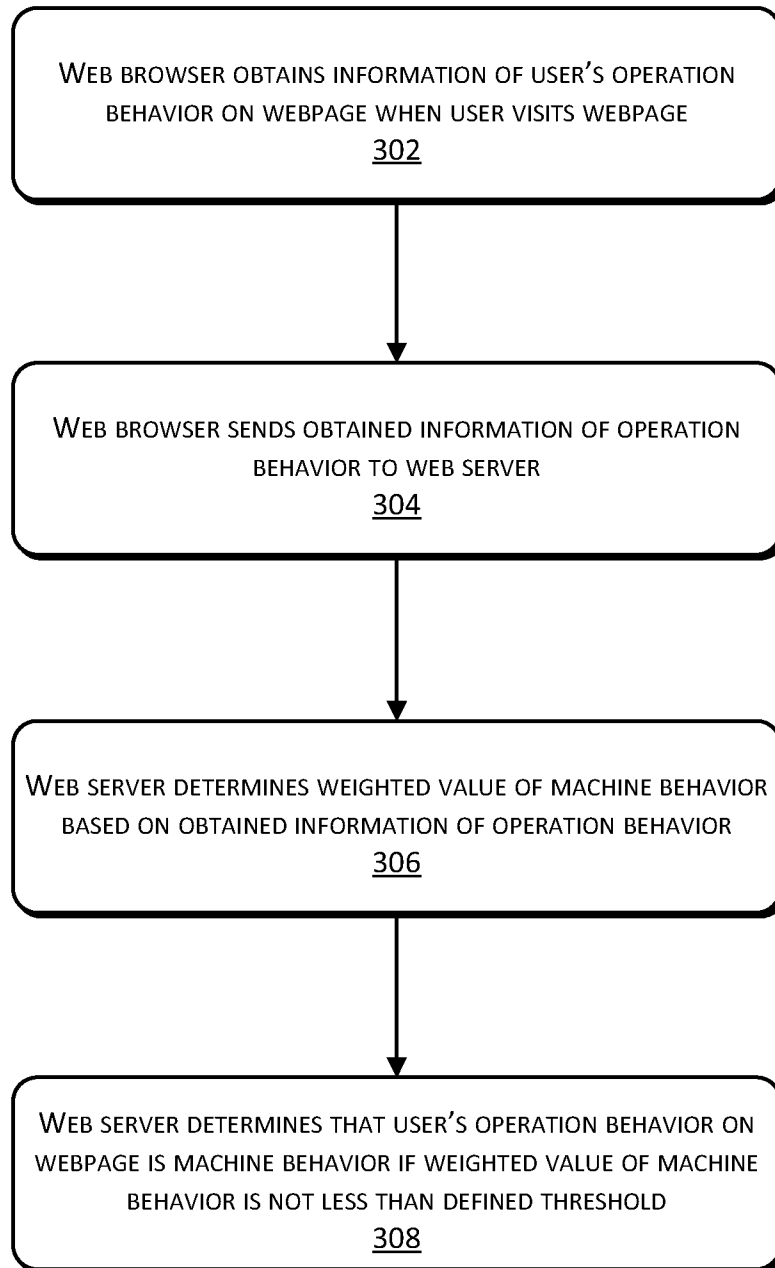 WEB BROWSER OBTAINS INFORMATION OF USER'S OPERATION
BEHAVIOR ON WEBPAGE WHEN USER VISITS WEBPAGE
302
WEB BROWSER SENDS OBTAINED INFORMATION OF OPERATION
BEHAVIOR TO WEB SERVER
304
WEB SERVER DETERMINES WEIGHTED VALUE OF MACHINE BEHAVIOR
BASED ON OBTAINED INFORMATION OF OPERATION BEHAVIOR
306
WEB SERVER DETERMINES THAT USER'S OPERATION BEHAVIOR ON
WEBPAGE IS MACHINE BEHAVIOR IF WEIGHTED VALUE OF MACHINE
BEHAVIOR IS NOT LESS THAN DEFINED THRESHOLD
308